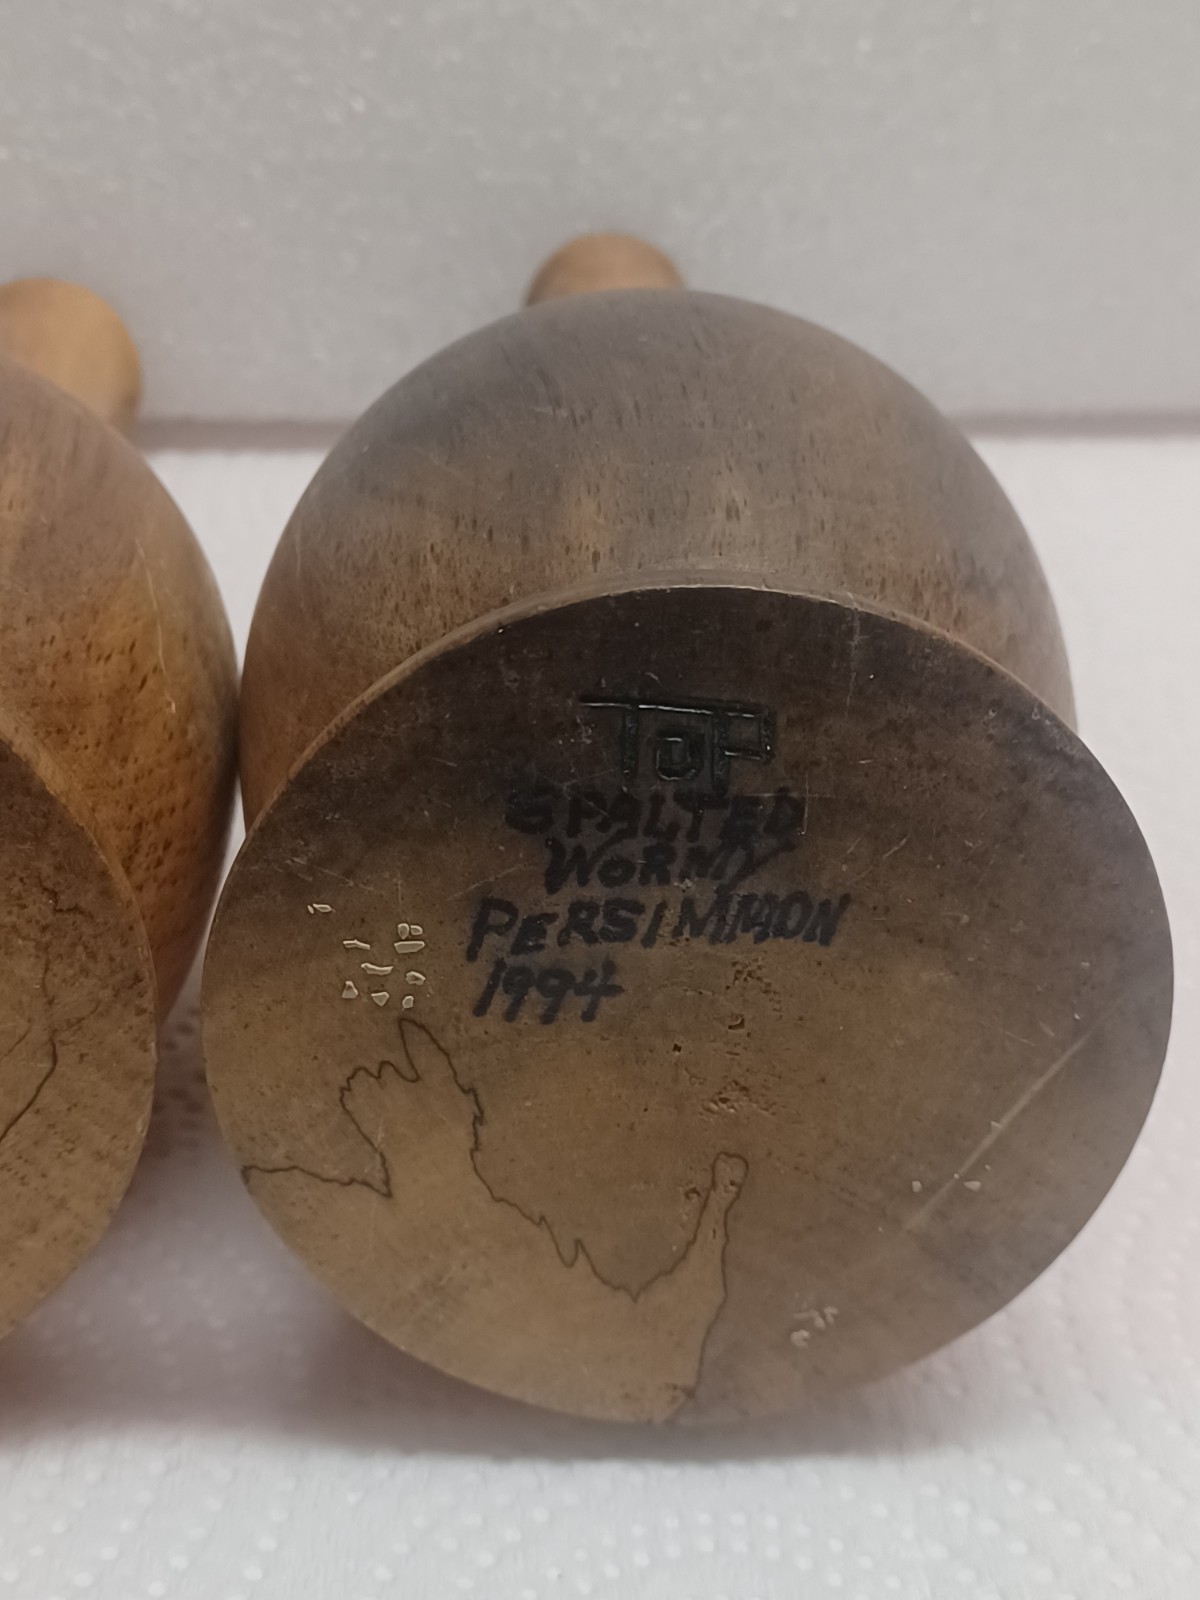 ToP
SPALTED
WORMY
PERSIMMON
1994